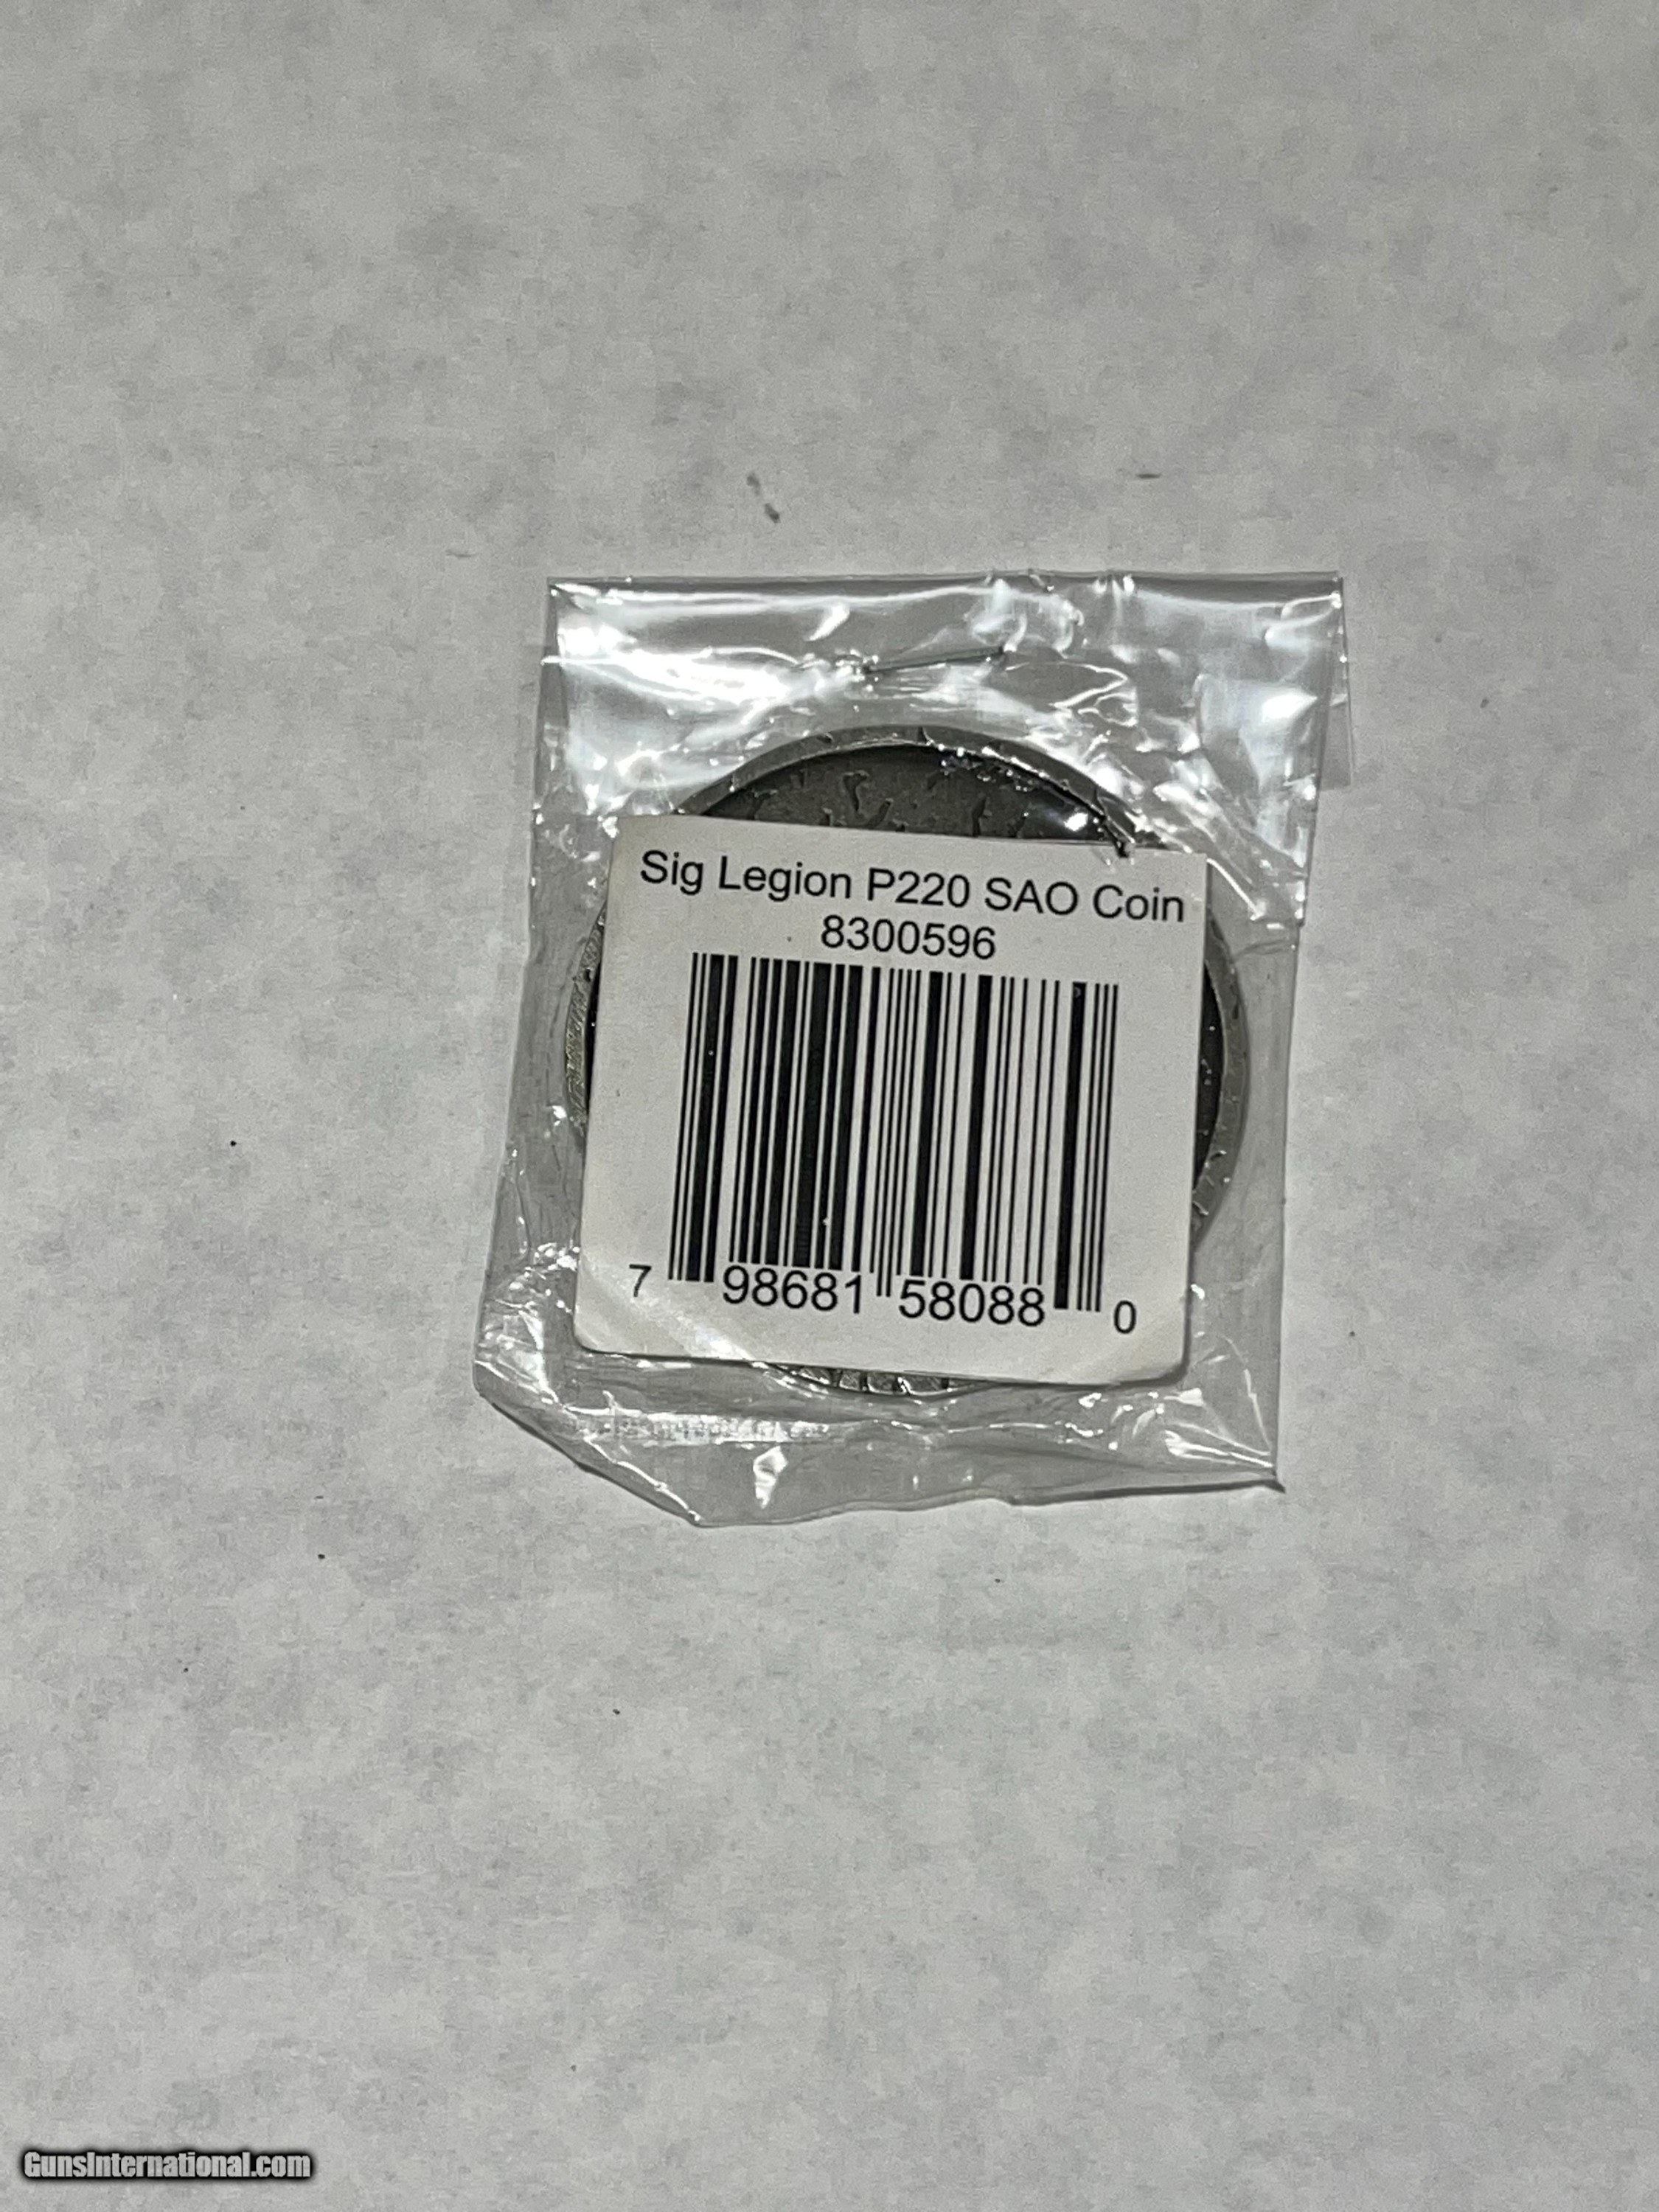 Sig Legion P220 SAO Coin
8300596
7 98681 58088 0
GunsInternational.com